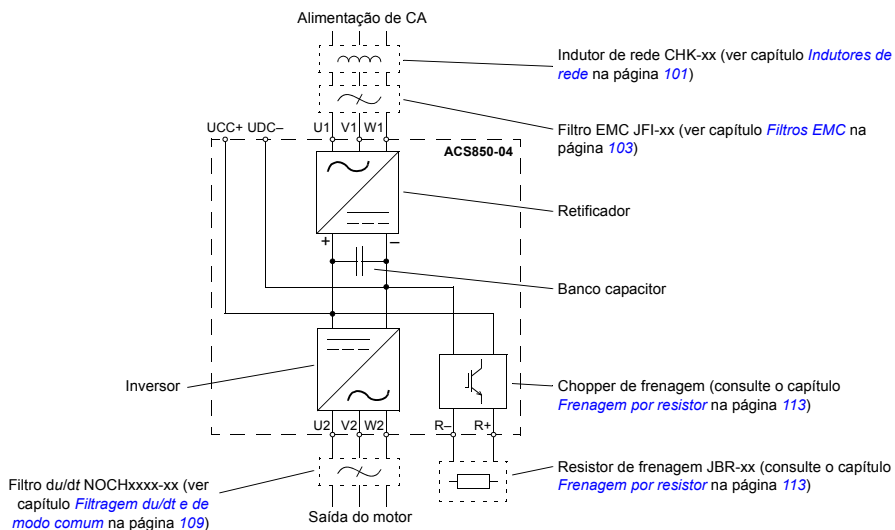 Alimentação de CA
Indutor de rede CHK-xx (ver capítulo Indutores de
rede na página 101)
UCC+ UDC–
U1 V1 W1
Filtro EMC JFI-xx (ver capítulo Filtros EMC na
página 103)
ACS850-04
Retificador
+ –
Banco capacitor
Inversor
Chopper de frenagem (consulte o capítulo
Frenagem por resistor na página 113)
U2 V2 W2
R– R+
Resistor de frenagem JBR-xx (consulte o capítulo
Frenagem por resistor na página 113)
Filtro du/dt NOCHxxxx-xx (ver
capítulo Filtragem du/dt e de
modo comum na página 109)
Saída do motor